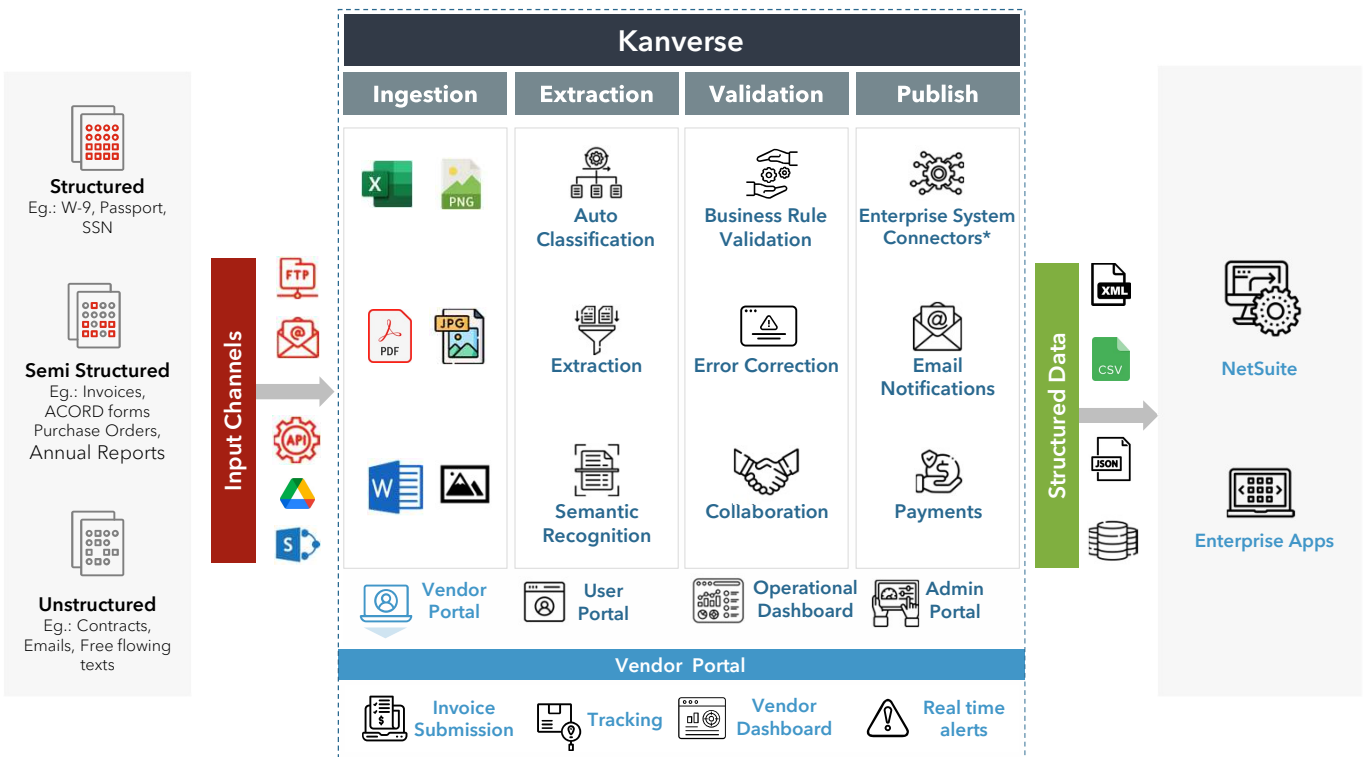 Kanverse
Ingestion
Extraction
Validation
Publish
Structured
Eg.: W-9, Passport,
SSN
Semi Structured
Eg.: Invoices,
ACORD forms
Purchase Orders,
Annual Reports
Unstructured
Eg.: Contracts,
Emails, Free flowing
texts
Input Channels
FTP
@
API
S
X
PNG
PDF
JPG
W
Auto
Classification
Extraction
Semantic
Recognition
Business Rule
Validation
Error Correction
Collaboration
Enterprise System
Connectors*
@
Email
Notifications
$
Payments
Vendor
Portal
User
Portal
Operational
Dashboard
Admin
Portal
Vendor Portal
$
Invoice
Submission
Tracking
Vendor
Dashboard
Real time
alerts
Structured Data
XML
CSV
JSON
NetSuite
Enterprise Apps